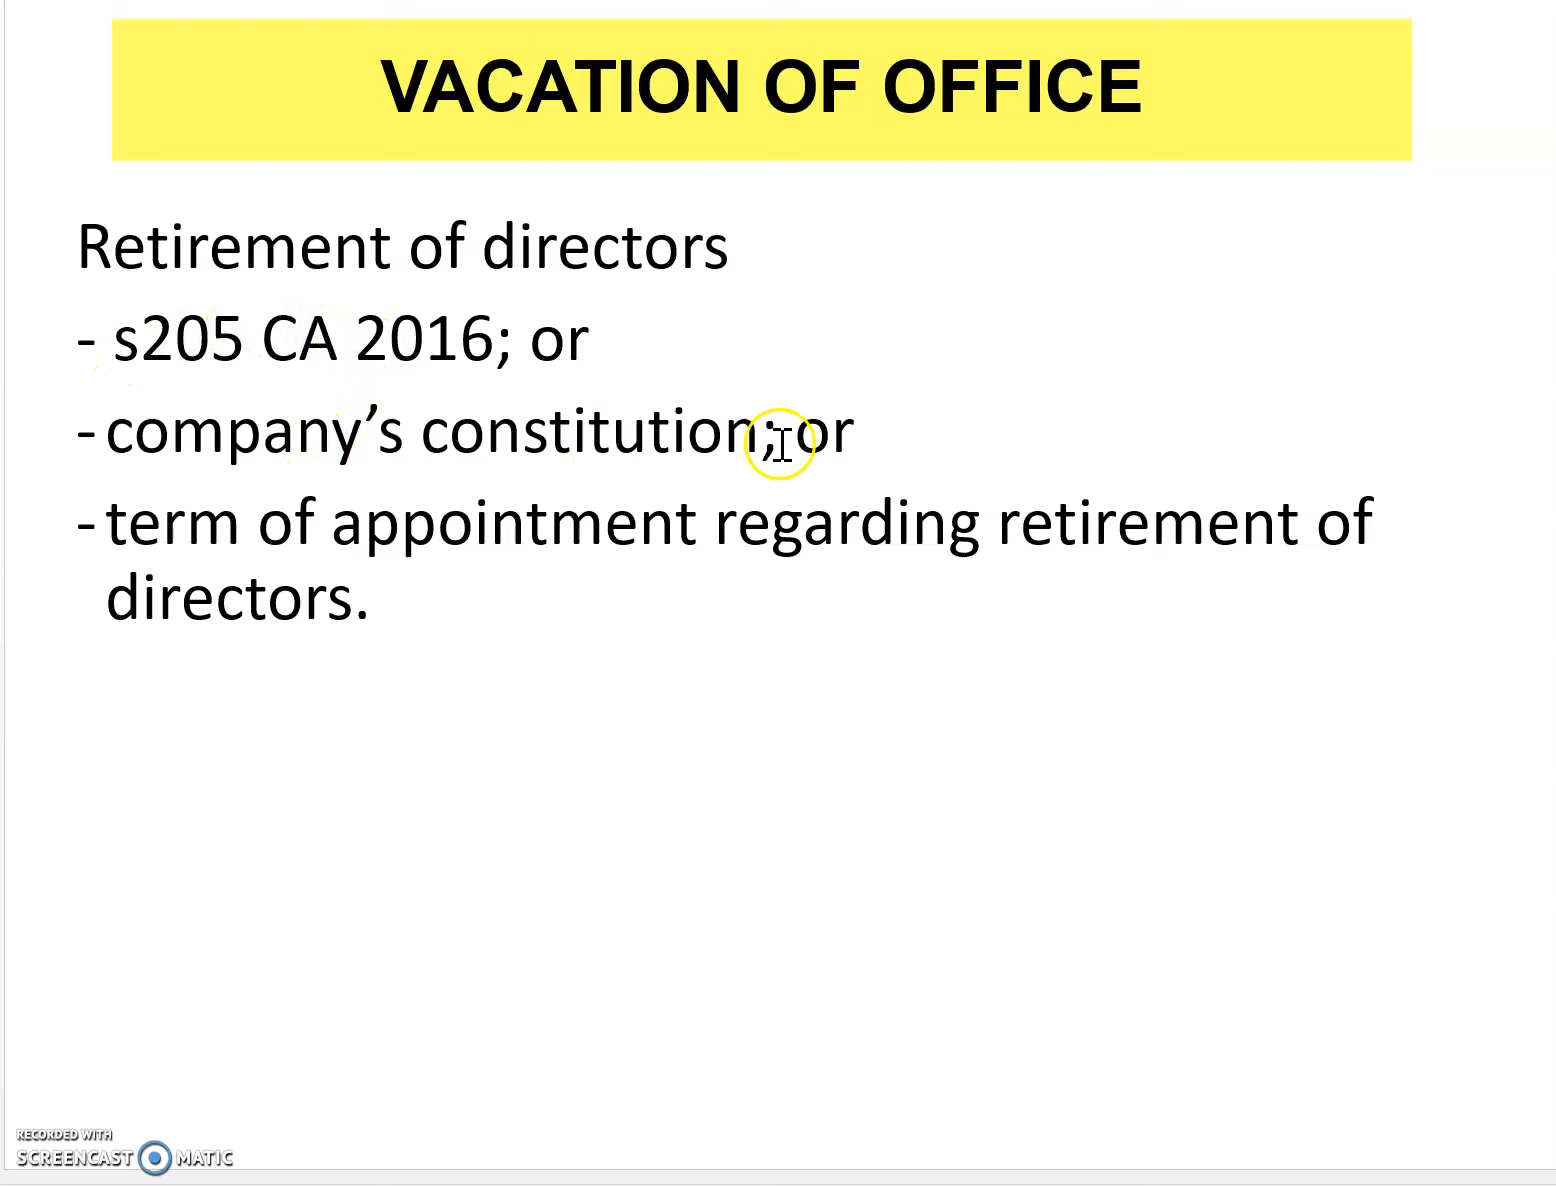 VACATION OF OFFICE
Retirement of directors
- s205 CA 2016; or
- company’s constitution; or
- term of appointment regarding retirement of
directors.
RECORDED WITH
SCREENCAST MATIC